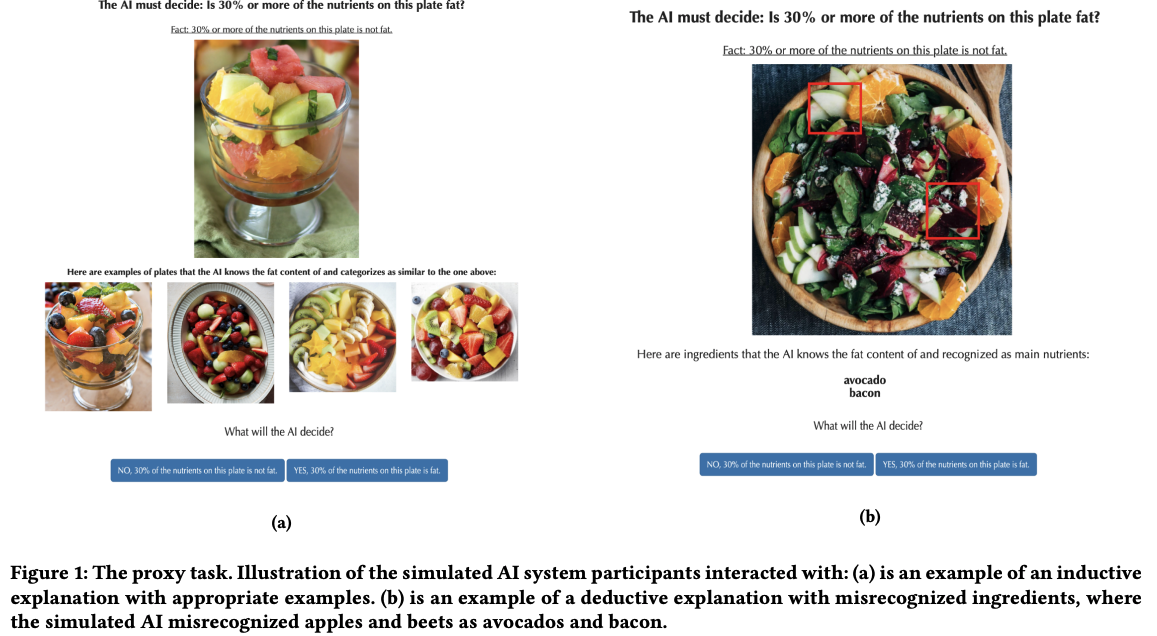 The AI must decide: Is 30% or more of the nutrients on this plate fat?
Fact: 30% or more of the nutrients on this plate is not fat.
Here are examples of plates that the AI knows the fat content of and categorizes as similar to the one above:
What will the AI decide?
NO, 30% of the nutrients on this plate is not fat.
YES, 30% of the nutrients on this plate is fat.
(a)
The AI must decide: Is 30% or more of the nutrients on this plate fat?
Fact: 30% or more of the nutrients on this plate is not fat.
Here are ingredients that the AI knows the fat content of and recognized as main nutrients:
avocado
bacon
What will the AI decide?
NO, 30% of the nutrients on this plate is not fat.
YES, 30% of the nutrients on this plate is fat.
(b)
Figure 1: The proxy task. Illustration of the simulated AI system participants interacted with: (a) is an example of an inductive
explanation with appropriate examples. (b) is an example of a deductive explanation with misrecognized ingredients, where
the simulated AI misrecognized apples and beets as avocados and bacon.